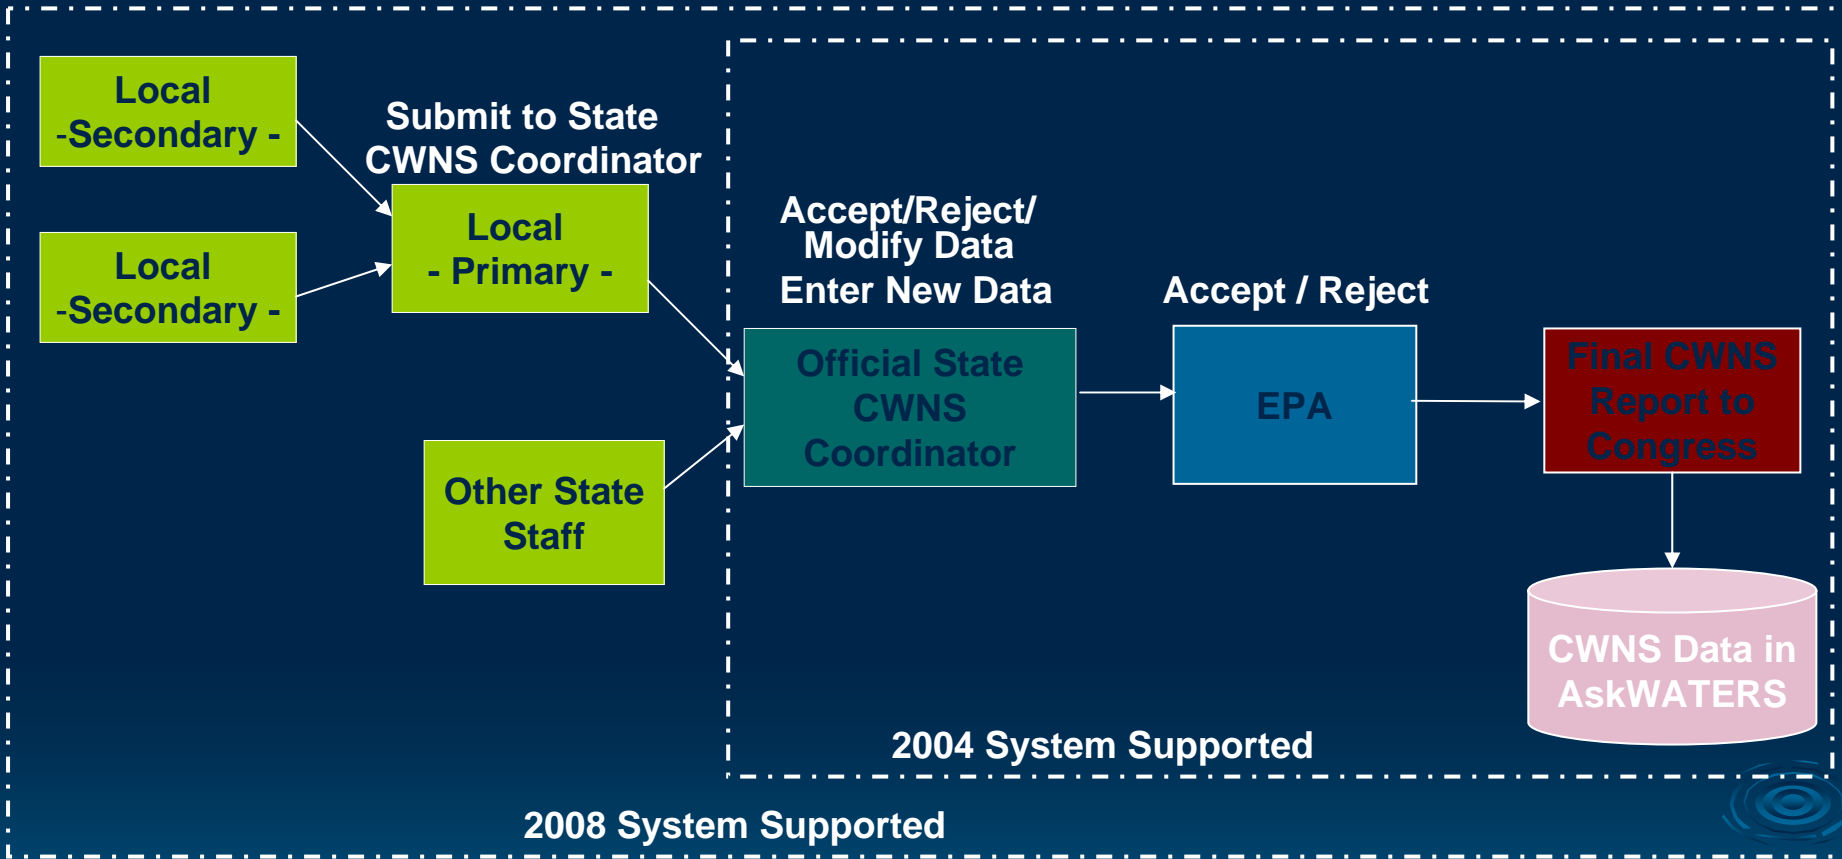 Local
-Secondary -
Local
-Secondary -
Submit to State
CWNS Coordinator
Local
- Primary -
Other State
Staff
Accept/Reject/
Modify Data
Enter New Data
Official State
CWNS
Coordinator
Accept / Reject
EPA
Final CWNS
Report to
Congress
CWNS Data in
AskWATERS
2004 System Supported
2008 System Supported